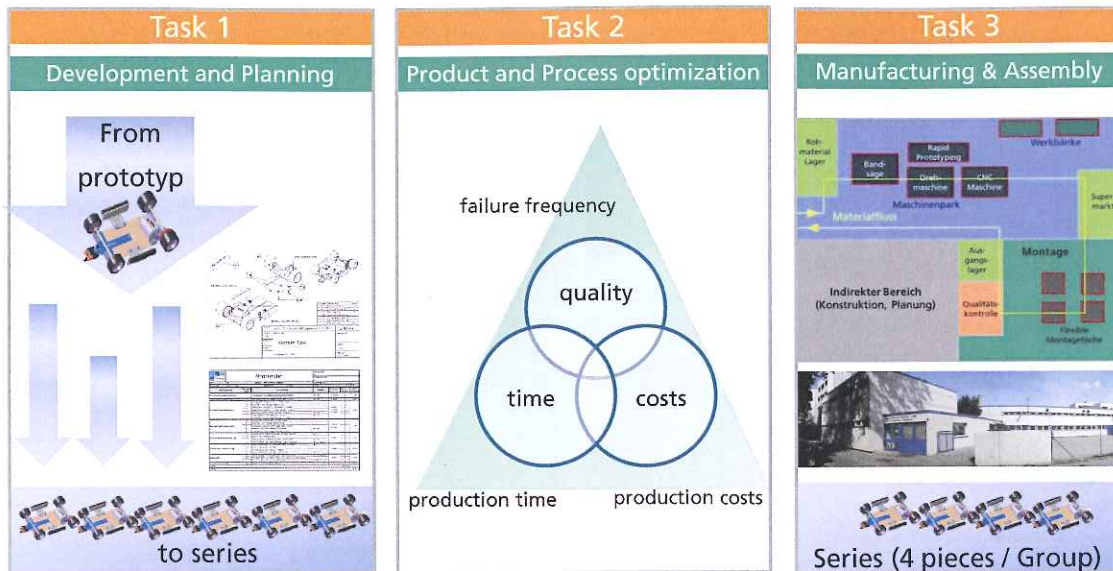 Task 1
Development and Planning
From
prototyp
to series
Task 2
Product and Process optimization
failure frequency
quality
time
costs
production time
production costs
Task 3
Manufacturing & Assembly
Roh-
material
Lager
Band-
säge
Rapid
Prototyping
Dreh-
maschine
CNC
Maschine
Maschinenpark
Werkbänke
Super
markt
Materialfluss
Aus-
gangs-
lager
Montage
Indirekter Bereich
(Konstruktion, Planung)
Qualitäts-
kontrolle
Flexible
Montagetische
Series (4 pieces / Group)